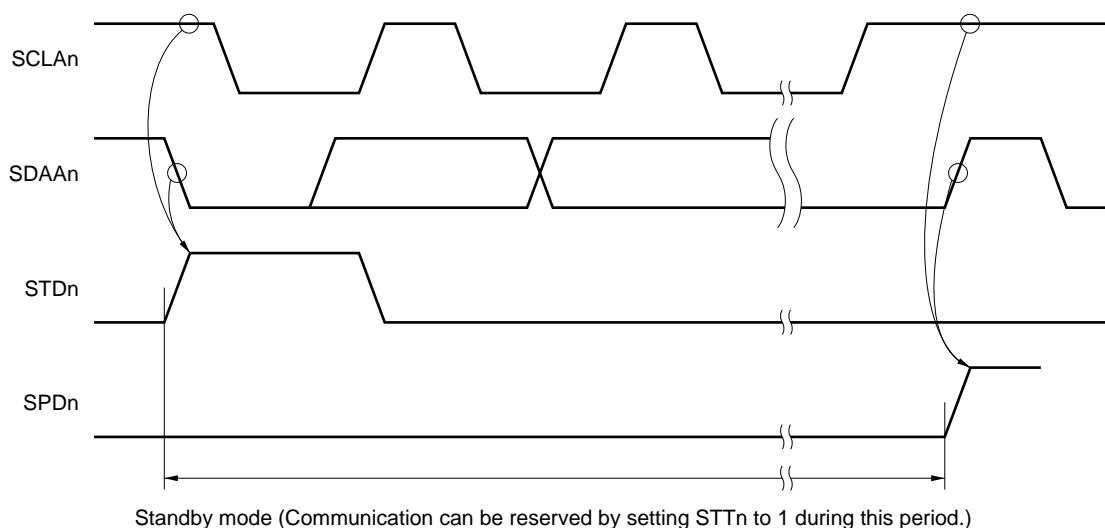 SCLAn
SDAAn
STDn
SPDn
Standby mode (Communication can be reserved by setting STTn to 1 during this period.)